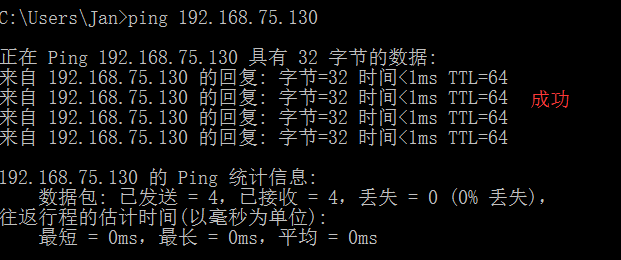 C:\Users\Jan>ping 192.168.75.130
正在 Ping 192.168.75.130 具有 32 字节的数据:
来自 192.168.75.130 的回复: 字节=32 时间<1ms TTL=64
来自 192.168.75.130 的回复: 字节=32 时间<1ms TTL=64 成功
来自 192.168.75.130 的回复: 字节=32 时间<1ms TTL=64
来自 192.168.75.130 的回复: 字节=32 时间<1ms TTL=64
192.168.75.130 的 Ping 统计信息:
数据包: 已发送 = 4，已接收 = 4，丢失 = 0 (0% 丢失)，
往返行程的估计时间(以毫秒为单位):
最短 = 0ms，最长 = 0ms，平均 = 0ms